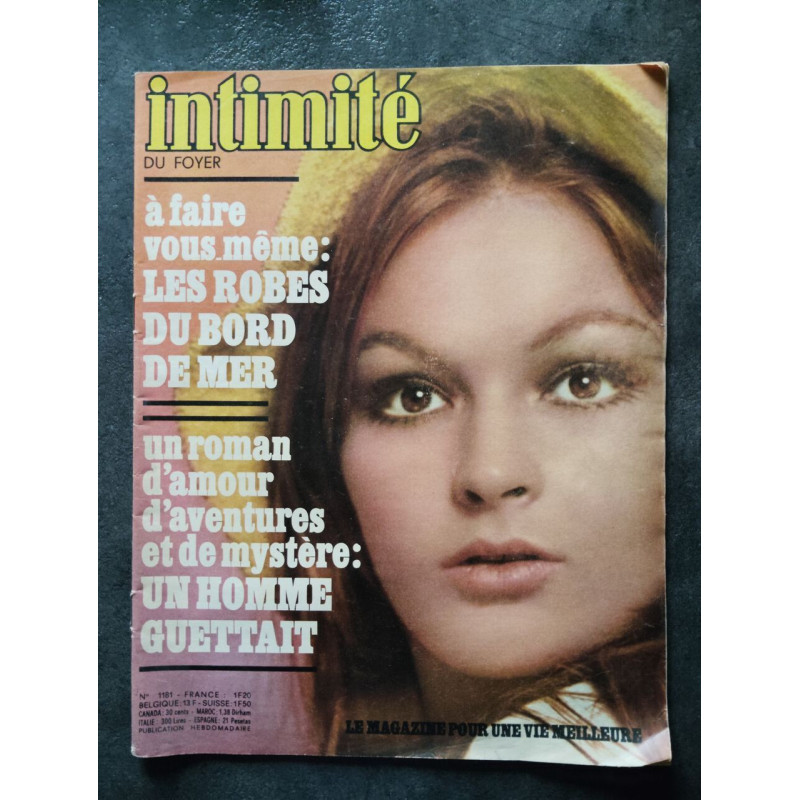 intimité
DU FOYER
à faire
vous même:
LES ROBES
DU BORD
DE MER
un roman
d'amour
d'aventures
et de mystère:
UN HOMME
GUETTAIT
N° 1181 - FRANCE : 1F20
BELGIQUE: 13 F - SUISSE: 1F50
CANADA: 30 cents - MAROC: 1.38 Dirham
ITALIE: 300 Lires - ESPAGNE: 21 Pesetas
PUBLICATION HEBDOMADAIRE
LE MAGAZINE POUR UNE VIE MEILLEURE